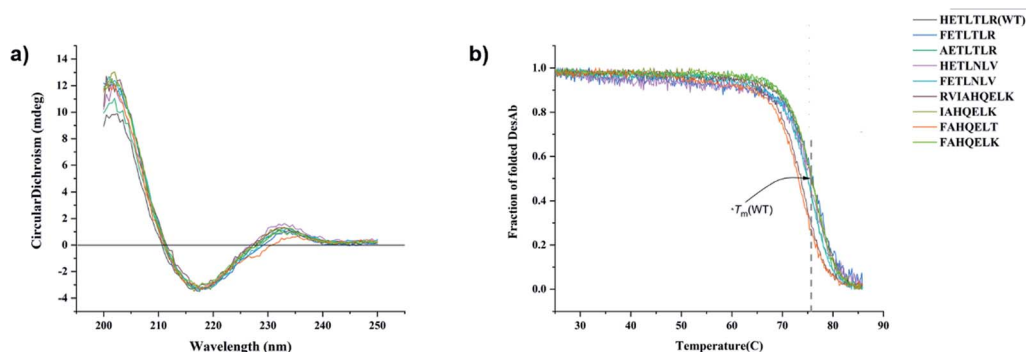 a)
CircularDichroism (mdeg)
14
12
10
8
6
4
2
0
-2
-4
200 210 220 230 240 250
Wavelength (nm)
b)
Fraction of folded DesAb
1.0
0.8
0.6
0.4
0.2
0.0
Tm(WT)
30 40 50 60 70 80 90
Temperature(C)
HETLTLR(WT)
FETLTLR
AETLTLR
HETLNLV
FETLNLV
RVIAHQELK
IAHQELK
FAHQELT
FAHQELK